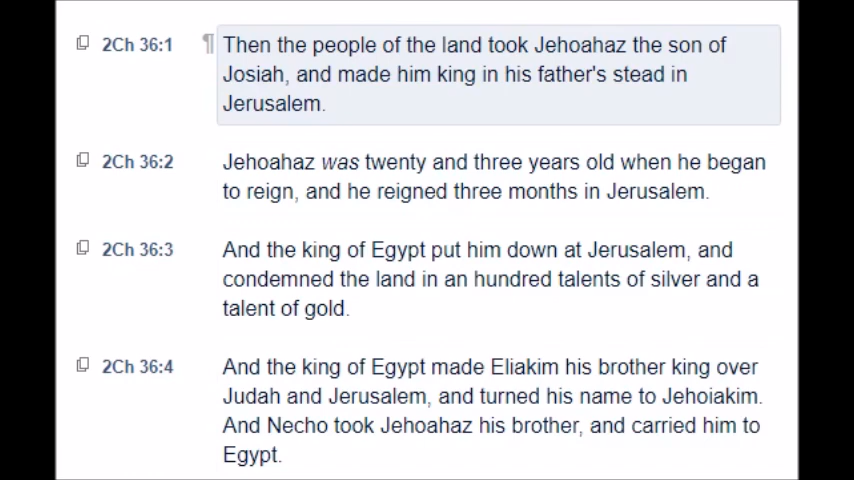 2Ch 36:1 ¶ Then the people of the land took Jehoahaz the son of
Josiah, and made him king in his father's stead in
Jerusalem.
2Ch 36:2 Jehoahaz was twenty and three years old when he began
to reign, and he reigned three months in Jerusalem.
2Ch 36:3 And the king of Egypt put him down at Jerusalem, and
condemned the land in an hundred talents of silver and a
talent of gold.
2Ch 36:4 And the king of Egypt made Eliakim his brother king over
Judah and Jerusalem, and turned his name to Jehoiakim.
And Necho took Jehoahaz his brother, and carried him to
Egypt.